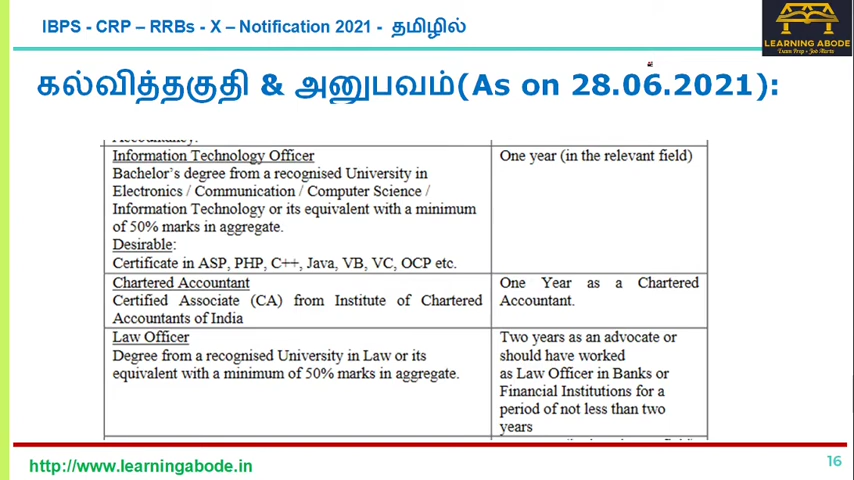 IBPS - CRP – RRBs - X – Notification 2021 - தமிழில்
LEARNING ABODE
Exam Prep • Job Alerts
கல்வித்தகுதி & அனுபவம்(As on 28.06.2021):
Accountancy.
Information Technology Officer
Bachelor's degree from a recognised University in
Electronics / Communication / Computer Science /
Information Technology or its equivalent with a minimum
of 50% marks in aggregate.
Desirable:
Certificate in ASP, PHP, C++, Java, VB, VC, OCP etc.
One year (in the relevant field)
Chartered Accountant
Certified Associate (CA) from Institute of Chartered
Accountants of India
One Year as a Chartered
Accountant.
Law Officer
Degree from a recognised University in Law or its
equivalent with a minimum of 50% marks in aggregate.
Two years as an advocate or
should have worked
as Law Officer in Banks or
Financial Institutions for a
period of not less than two
years
http://www.learningabode.in
16